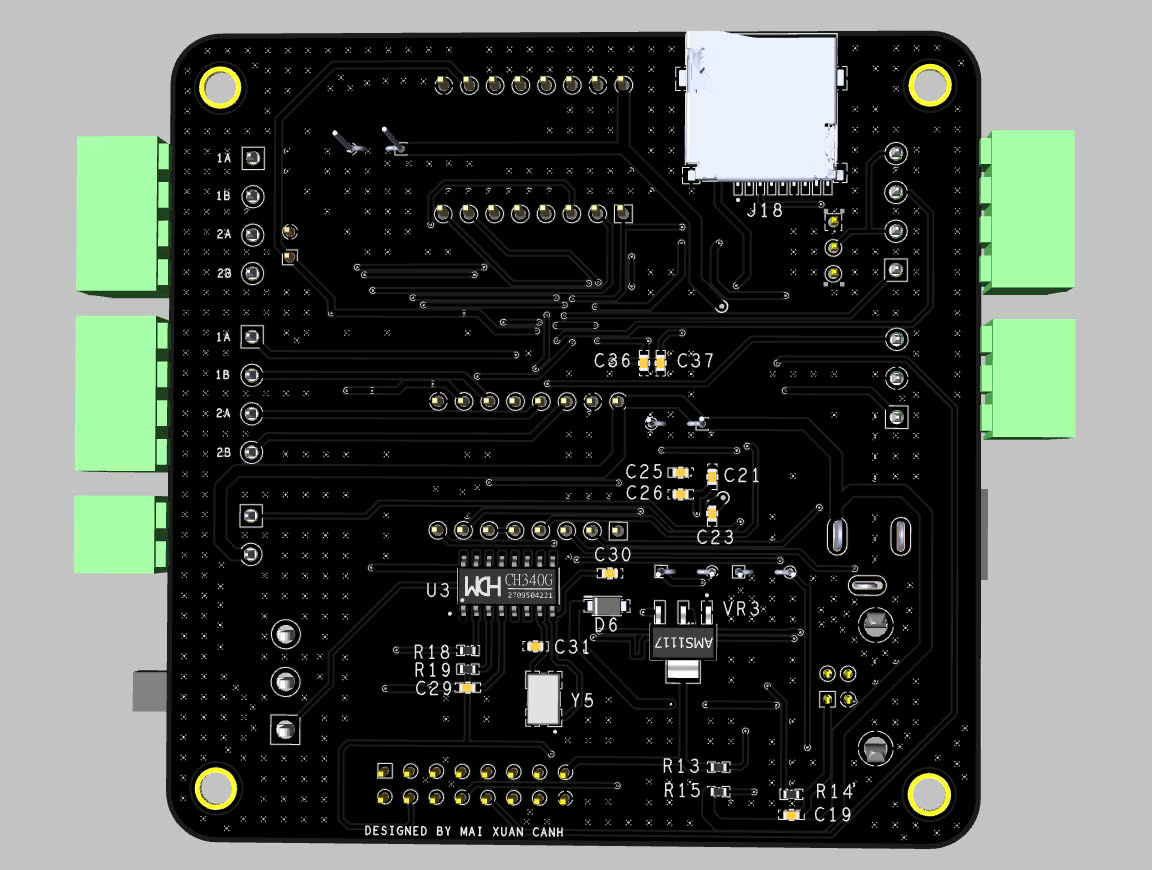 1A
1B
2A
2B
J18
1A
1B
2A
2B
C36 C37
C25 C21
C26
C23
C30
U3 WCH CH340G
2709504221
D6 VR3
AMS1117
R18 C31
R19
C29 Y5
R13
R15 R14
C19
DESIGNED BY MAI XUAN CANH